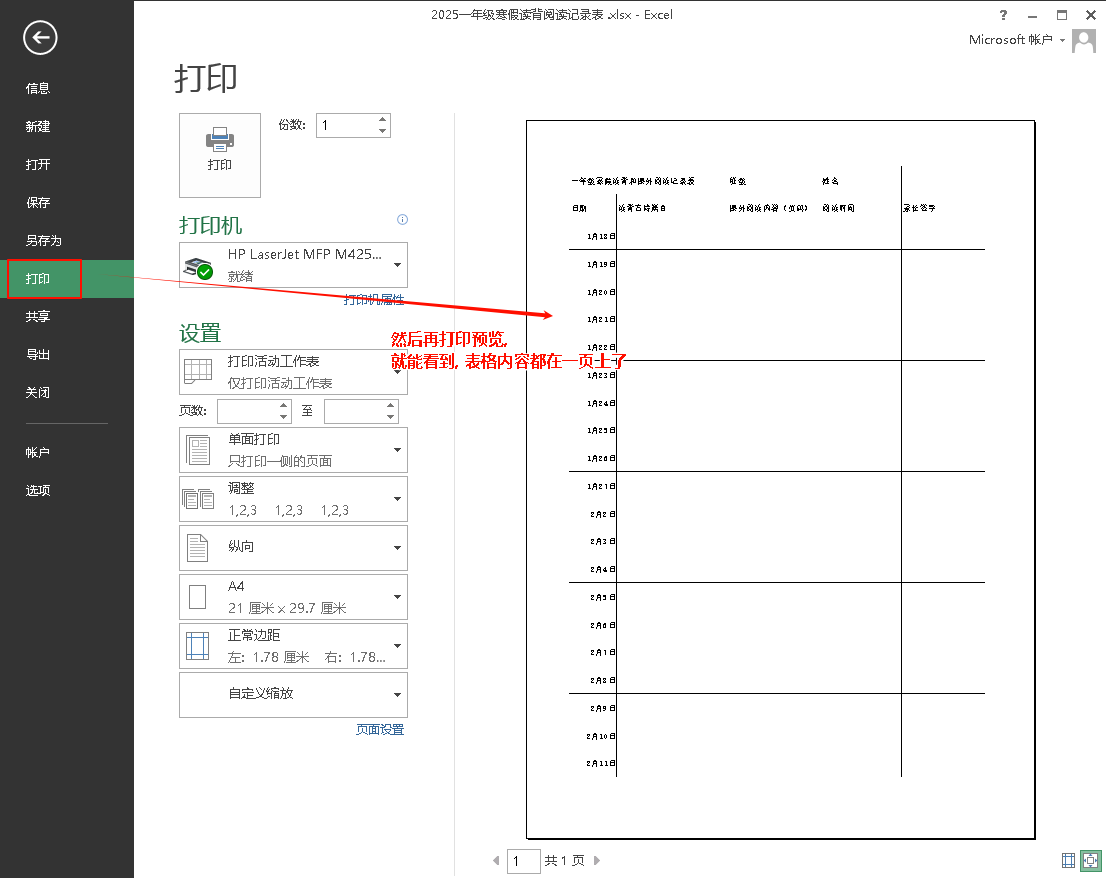 2025一年级寒假读背阅读记录表 .xlsx - Excel
?
Microsoft 帐户
信息
新建
打开
保存
另存为
打印
共享
导出
关闭
帐户
选项
打印
打印
份数:
1
打印机
HP LaserJet MFP M425...
就绪
打印机属性
设置
打印活动工作表
仅打印活动工作表
页数:
至
单面打印
只打印一侧的页面
调整
1,2,3 1,2,3 1,2,3
纵向
A4
21 厘米 x 29.7 厘米
正常边距
左: 1.78 厘米 右: 1.78...
自定义缩放
页面设置
然后再打印预览,
就能看到, 表格内容都在一页上了
一年级寒假读背和课外阅读记录表 班级 姓名
日期 读背古诗题目 课外阅读内容（页码） 阅读时间 家长签字
1月18日
1月19日
1月20日
1月21日
1月22日
1月23日
1月24日
1月25日
1月26日
1月27日
2月2日
2月3日
2月4日
2月5日
2月6日
2月7日
2月8日
2月9日
2月10日
2月11日
1 共 1 页